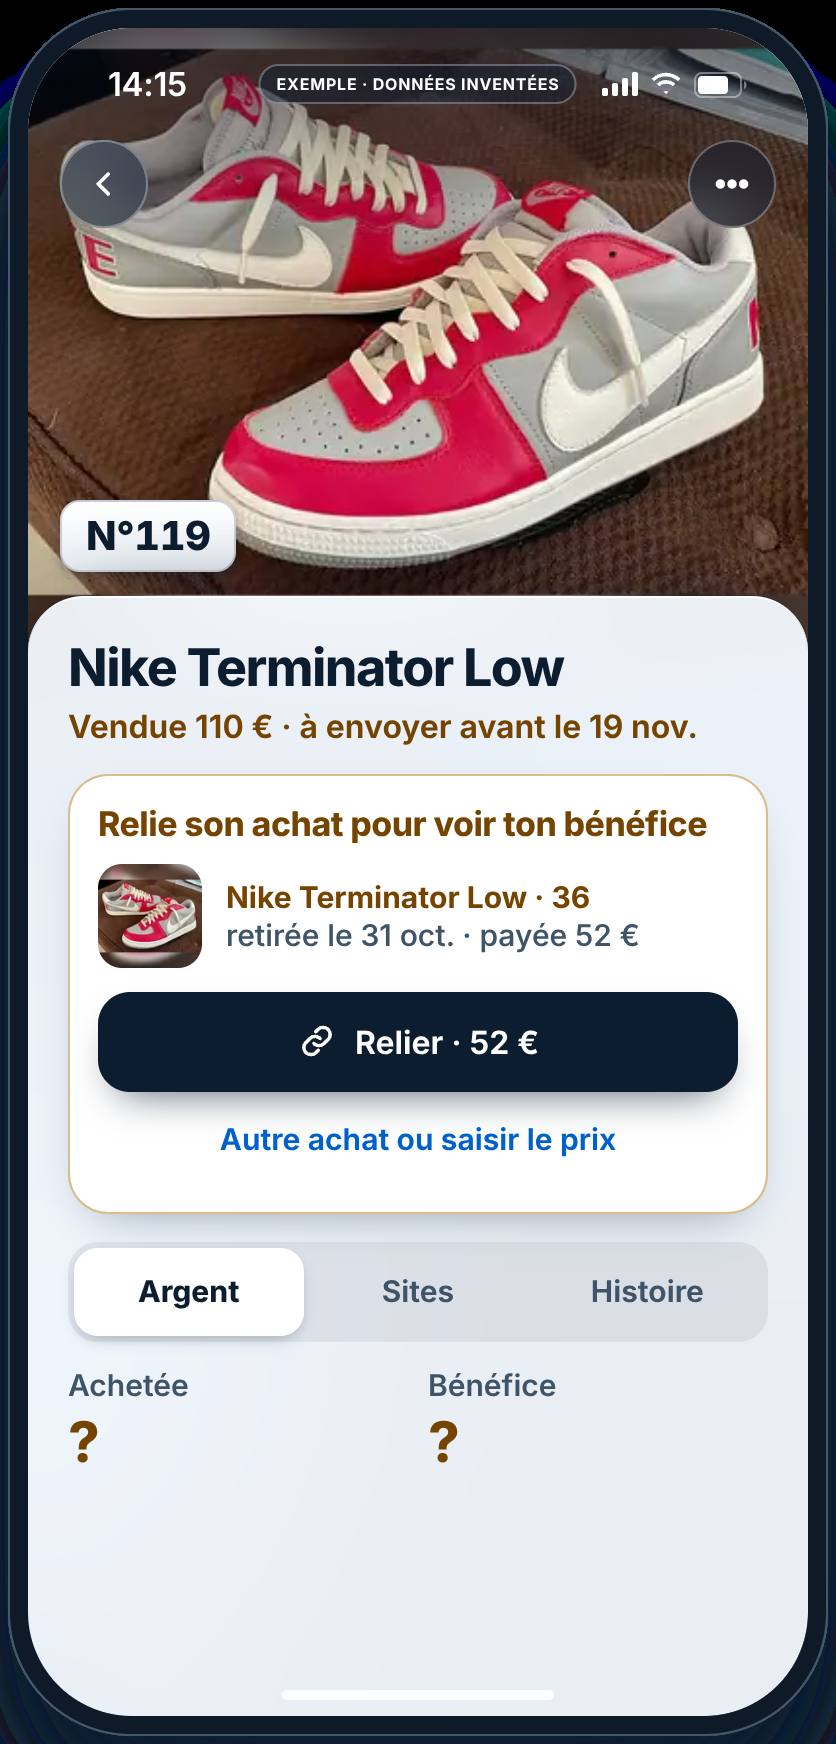 14:15
EXEMPLE · DONNÉES INVENTÉES
N°119
Nike Terminator Low
Vendue 110 € · à envoyer avant le 19 nov.
Relie son achat pour voir ton bénéfice
Nike Terminator Low · 36
retirée le 31 oct. · payée 52 €
Relier · 52 €
Autre achat ou saisir le prix
Argent
Sites
Histoire
Achetée
Bénéfice
?
?